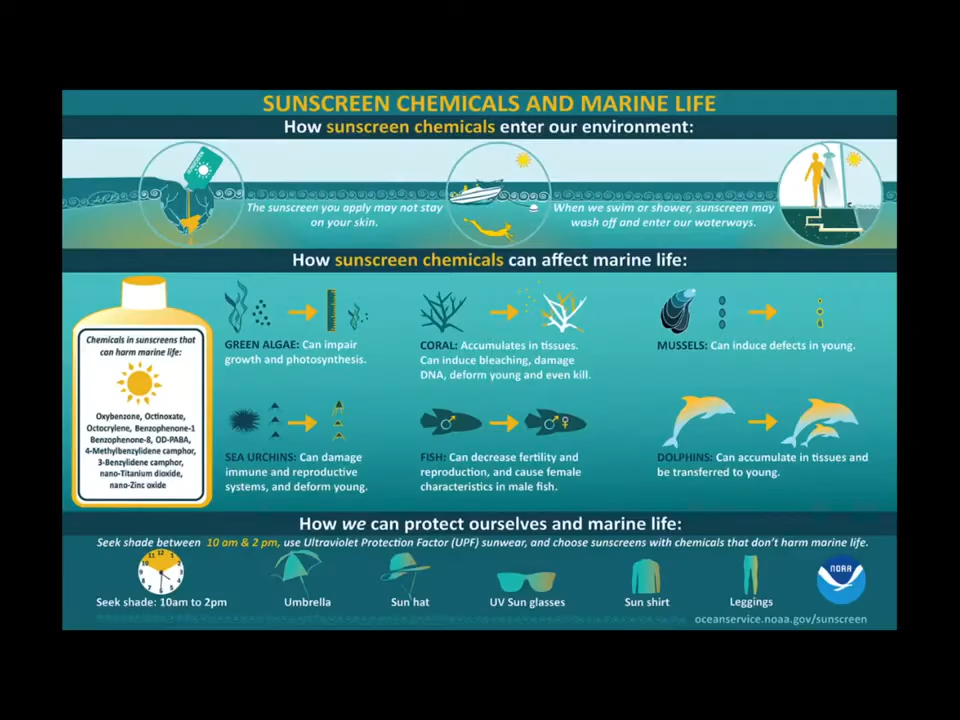 SUNSCREEN CHEMICALS AND MARINE LIFE
How sunscreen chemicals enter our environment:
The sunscreen you apply may not stay
on your skin.
When we swim or shower, sunscreen may
wash off and enter our waterways.
How sunscreen chemicals can affect marine life:
Chemicals in sunscreens that
can harm marine life:
Oxybenzone, Octinoxate,
Octocrylene, Benzophenone-1
Benzophenone-8, OD-PABA,
4-Methylbenzylidene camphor,
3-Benzylidene camphor,
nano-Titanium dioxide,
nano-Zinc oxide
GREEN ALGAE: Can impair
growth and photosynthesis.
CORAL: Accumulates in tissues.
Can induce bleaching, damage
DNA, deform young and even kill.
MUSSELS: Can induce defects in young.
SEA URCHINS: Can damage
immune and reproductive
systems, and deform young.
FISH: Can decrease fertility and
reproduction, and cause female
characteristics in male fish.
DOLPHINS: Can accumulate in tissues and
be transferred to young.
How we can protect ourselves and marine life:
Seek shade between 10 am & 2 pm, use Ultraviolet Protection Factor (UPF) sunwear, and choose sunscreens with chemicals that don't harm marine life.
11 12 1
10
9
8
7 6 5
NOAA
Seek shade: 10am to 2pm
Umbrella
Sun hat
UV Sun glasses
Sun shirt
Leggings
oceanservice.noaa.gov/sunscreen